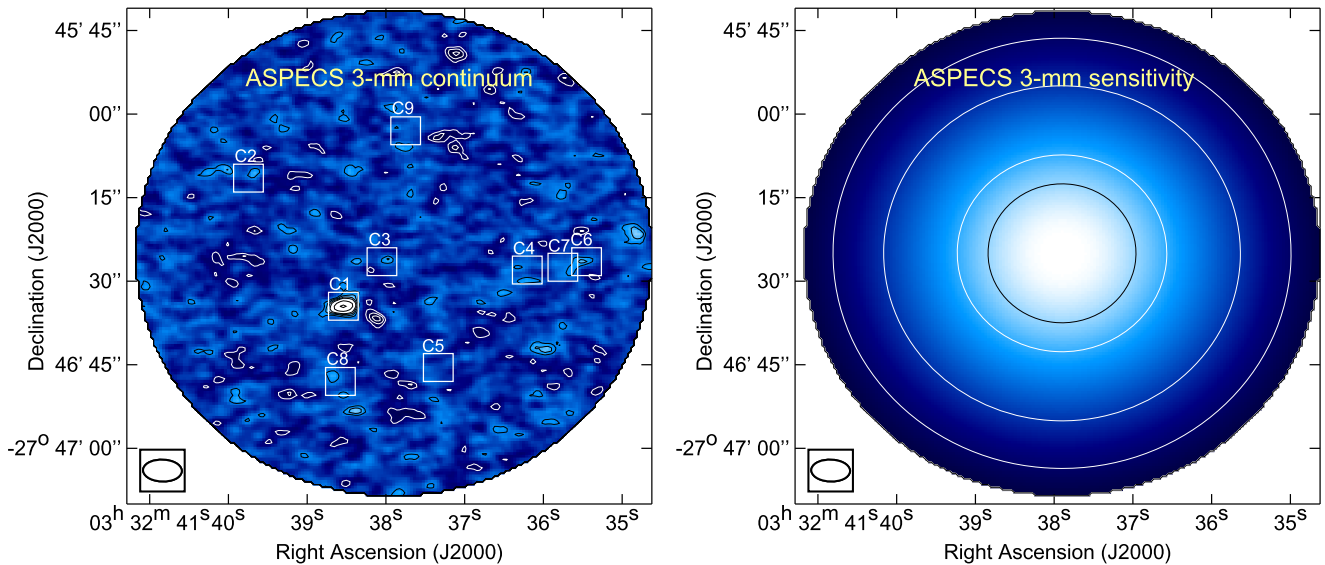 ASPECS 3-mm continuum
45' 45''
00''
15''
30''
46' 45''
-27o 47' 00''
Declination (J2000)
C9
C2
C3
C4
C7
C6
C1
C5
C8
03h 32m 41s 40s 39s 38s 37s 36s 35s
Right Ascension (J2000)
ASPECS 3-mm sensitivity
45' 45''
00''
15''
30''
46' 45''
-27o 47' 00''
Declination (J2000)
03h 32m 41s 40s 39s 38s 37s 36s 35s
Right Ascension (J2000)